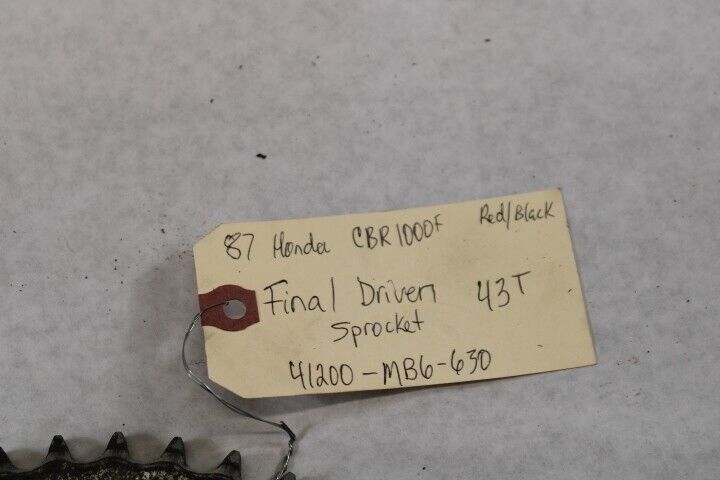 87 Honda CBR1000F Red/Black
Final Driven 43T
Sprocket
41200-MB6-630